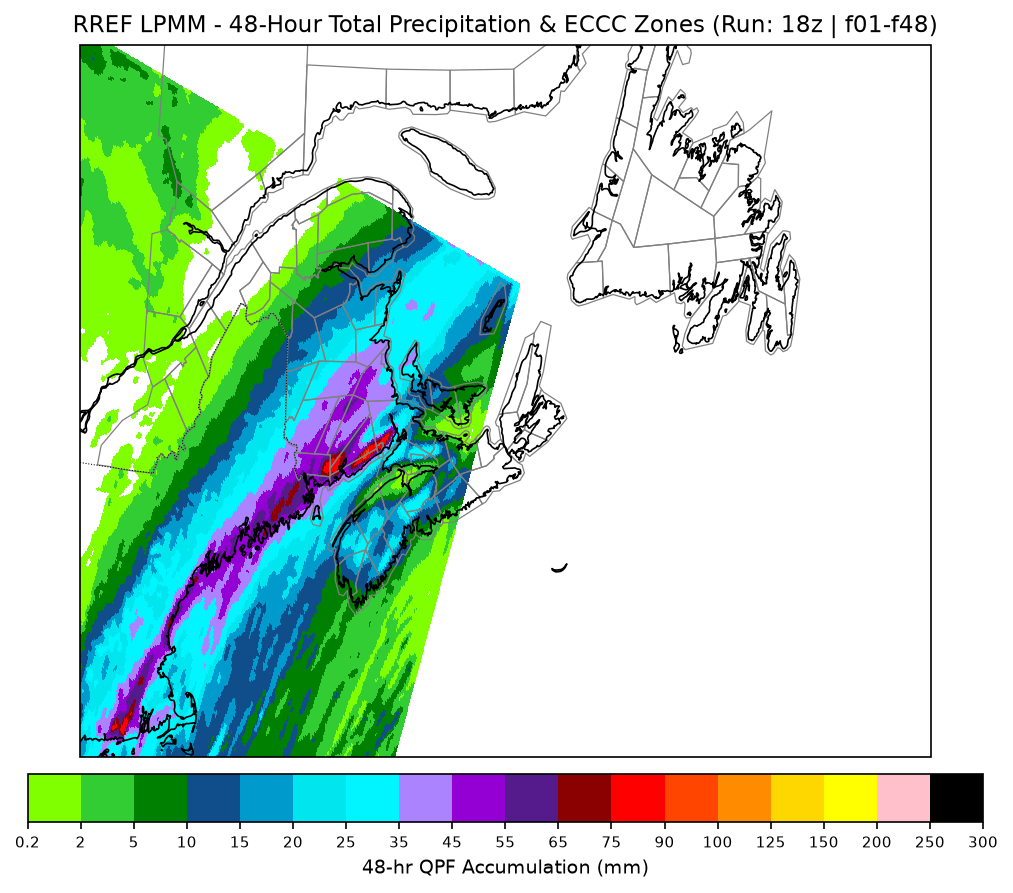 RREF LPMM - 48-Hour Total Precipitation & ECCC Zones (Run: 18z | f01-f48)
0.2 2 5 10 15 20 25 35 45 55 65 75 90 100 125 150 200 250 300
48-hr QPF Accumulation (mm)